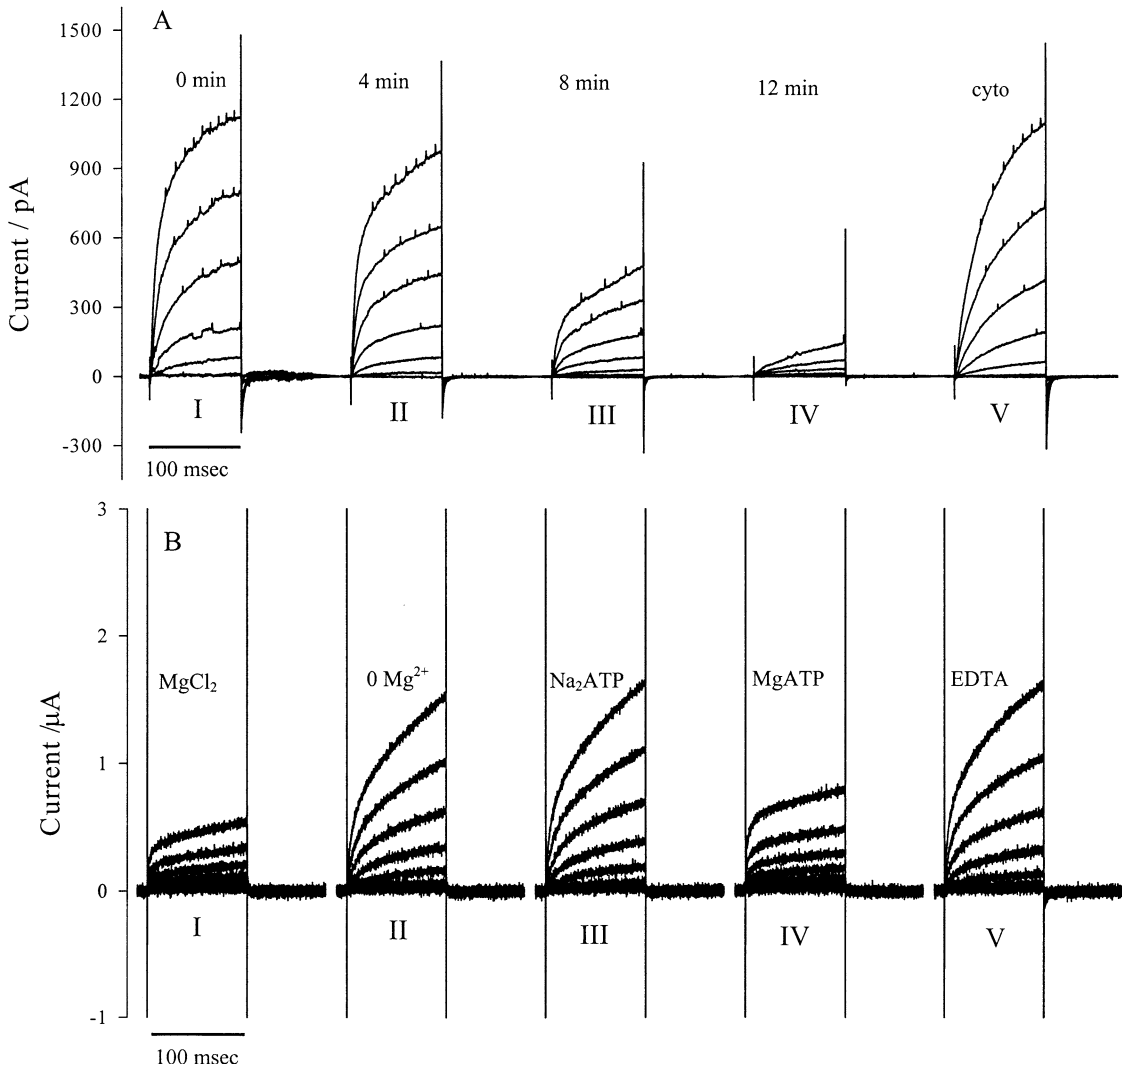 A
1500
1200
900
600
300
0
-300
Current / pA
0 min
4 min
8 min
12 min
cyto
I
II
III
IV
V
100 msec
B
3
2
1
0
-1
Current /μA
MgCl₂
0 Mg²⁺
Na₂ATP
MgATP
EDTA
I
II
III
IV
V
100 msec